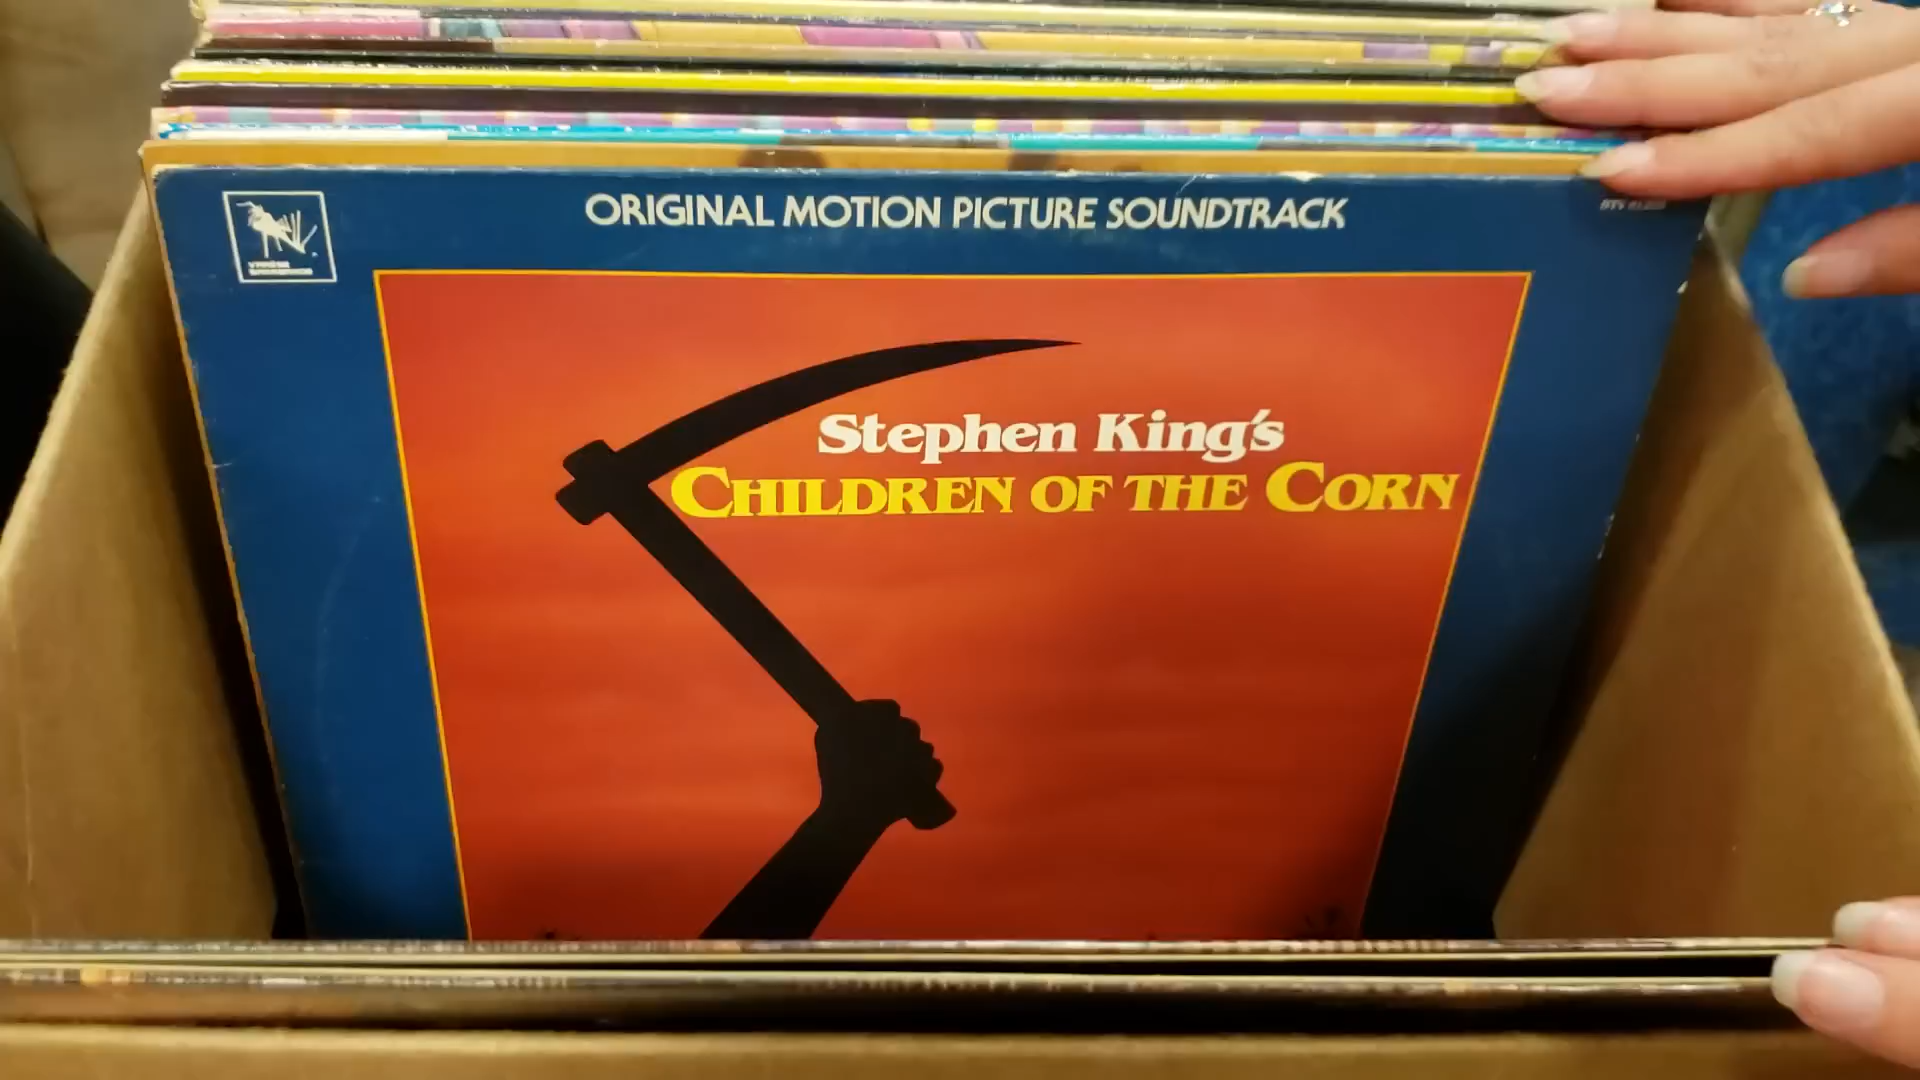 ORIGINAL MOTION PICTURE SOUNDTRACK
Stephen King's
CHILDREN OF THE CORN